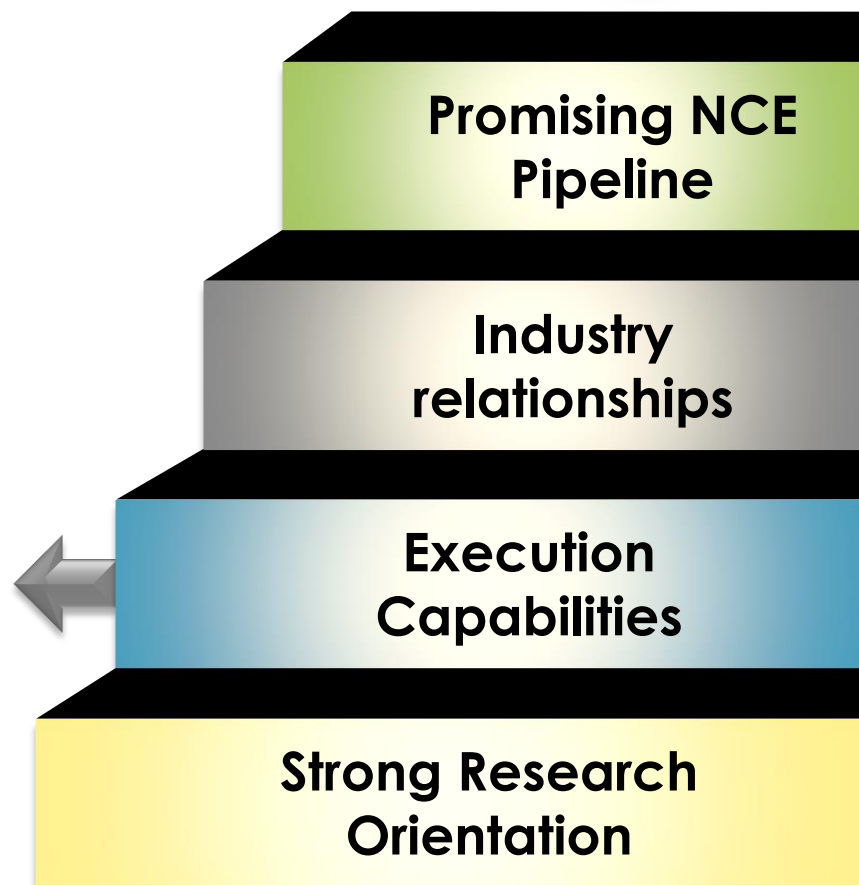 Promising NCE
Pipeline
Industry
relationships
Execution
Capabilities
Strong Research
Orientation